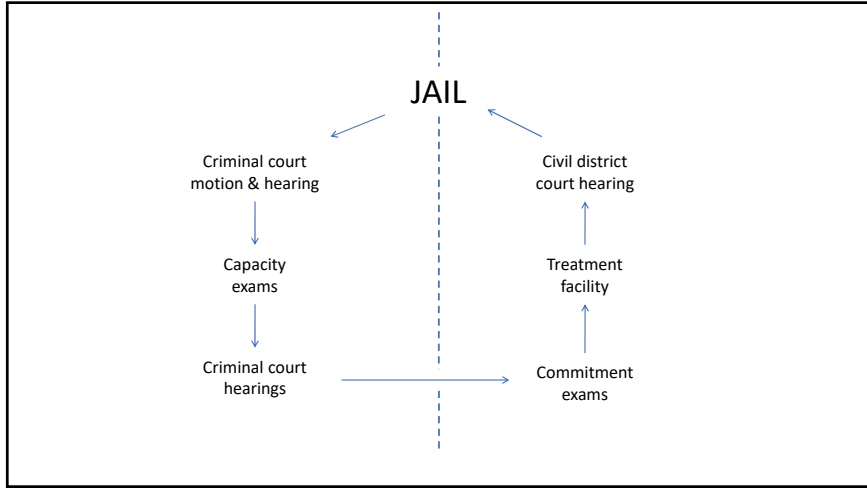 JAIL
Criminal court
motion & hearing
Civil district
court hearing
Capacity
exams
Treatment
facility
Criminal court
hearings
Commitment
exams